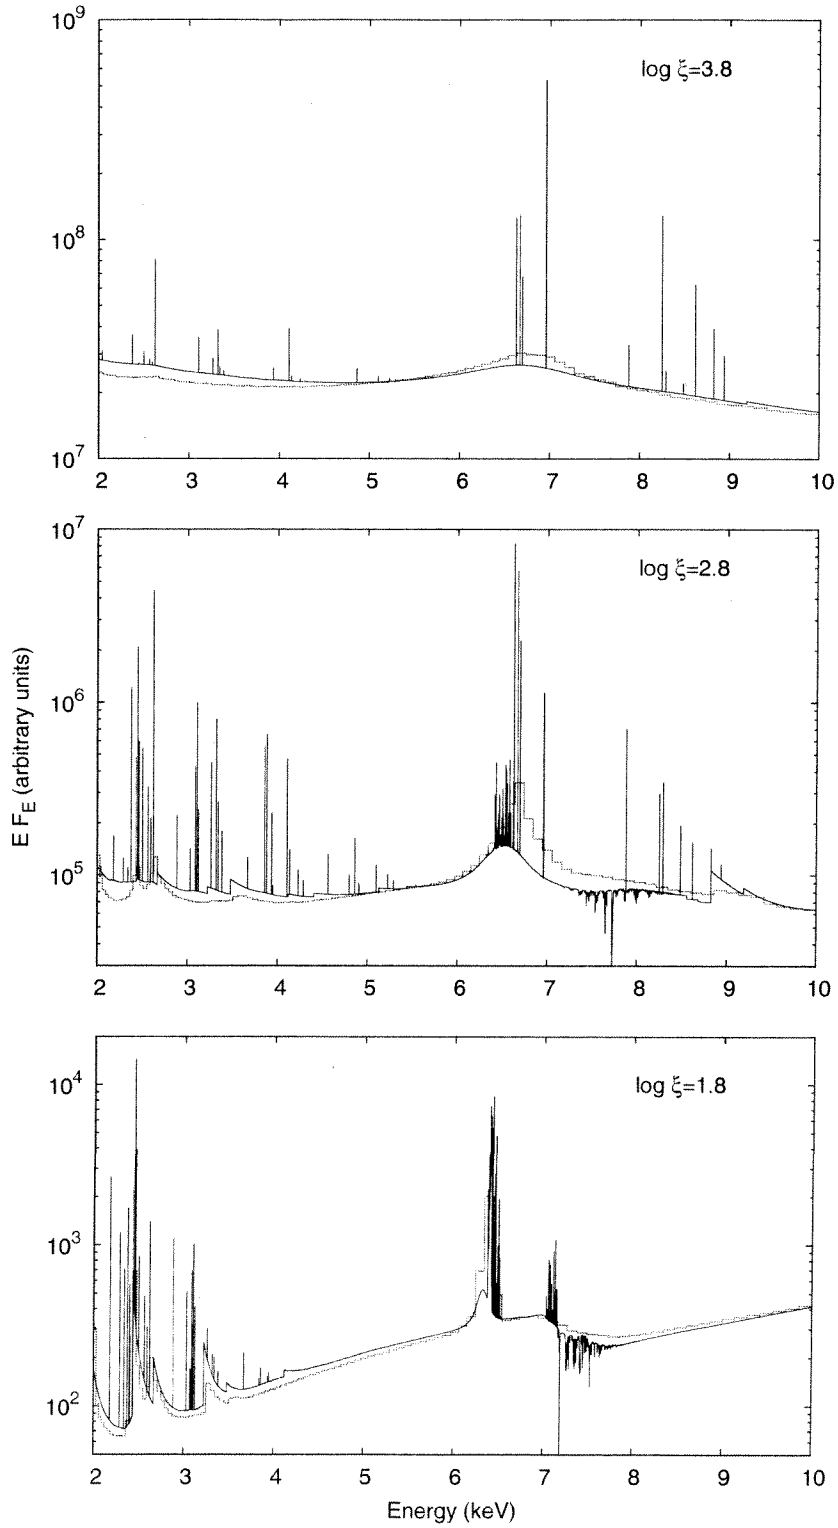 10^9
log ξ=3.8
10^8
10^7
2 3 4 5 6 7 8 9 10
10^7
log ξ=2.8
10^6
10^5
2 3 4 5 6 7 8 9 10
E F_E (arbitrary units)
10^4
log ξ=1.8
10^3
10^2
2 3 4 5 6 7 8 9 10
Energy (keV)